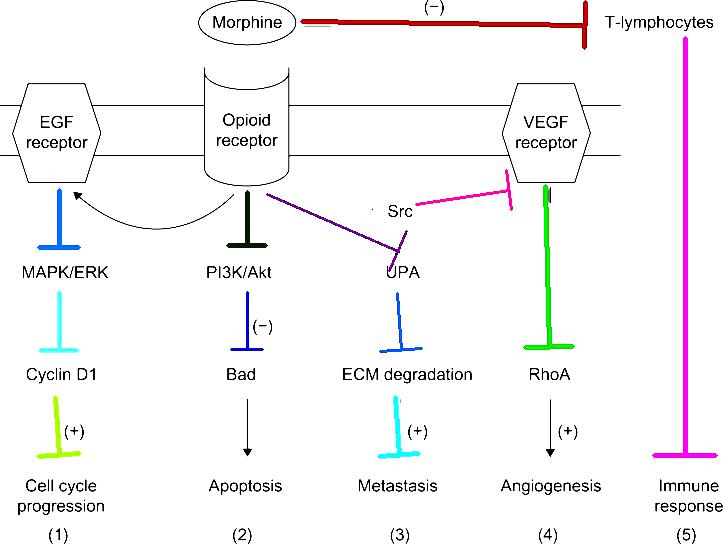 Morphine
(−)
T-lymphocytes
EGF
receptor
Opioid
receptor
VEGF
receptor
Src
MAPK/ERK
PI3K/Akt
UPA
(−)
Cyclin D1
Bad
ECM degradation
RhoA
(+)
(+)
(+)
Cell cycle
progression
Apoptosis
Metastasis
Angiogenesis
Immune
response
(1)
(2)
(3)
(4)
(5)